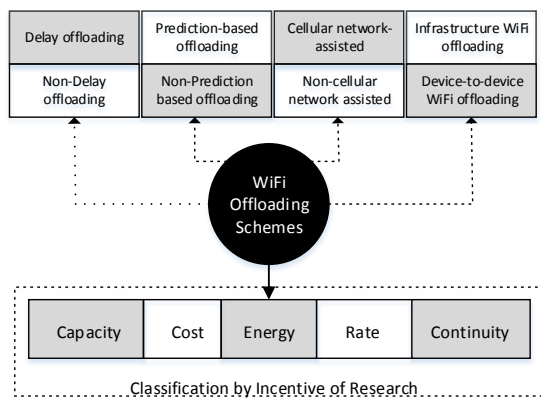 Delay offloading
Prediction-based
offloading
Cellular network-
assisted
Infrastructure WiFi
offloading
Non-Delay
offloading
Non-Prediction
based offloading
Non-cellular
network assisted
Device-to-device
WiFi offloading
WiFi
Offloading
Schemes
Capacity
Cost
Energy
Rate
Continuity
Classification by Incentive of Research